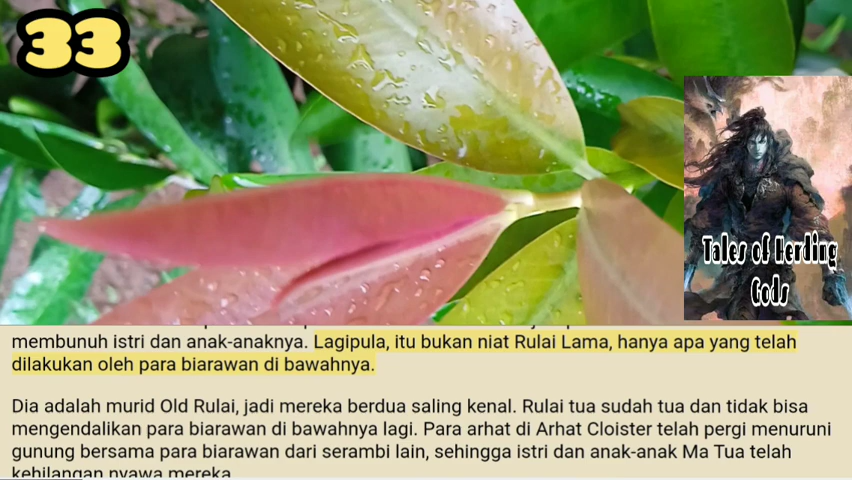 33
Tales of Herding
Gods
membunuh istri dan anak-anaknya. Lagipula, itu bukan niat Rulai Lama, hanya apa yang telah
dilakukan oleh para biarawan di bawahnya.
Dia adalah murid Old Rulai, jadi mereka berdua saling kenal. Rulai tua sudah tua dan tidak bisa
mengendalikan para biarawan di bawahnya lagi. Para arhat di Arhat Cloister telah pergi menuruni
gunung bersama para biarawan dari serambi lain, sehingga istri dan anak-anak Ma Tua telah
kehilangan nyawa mereka.